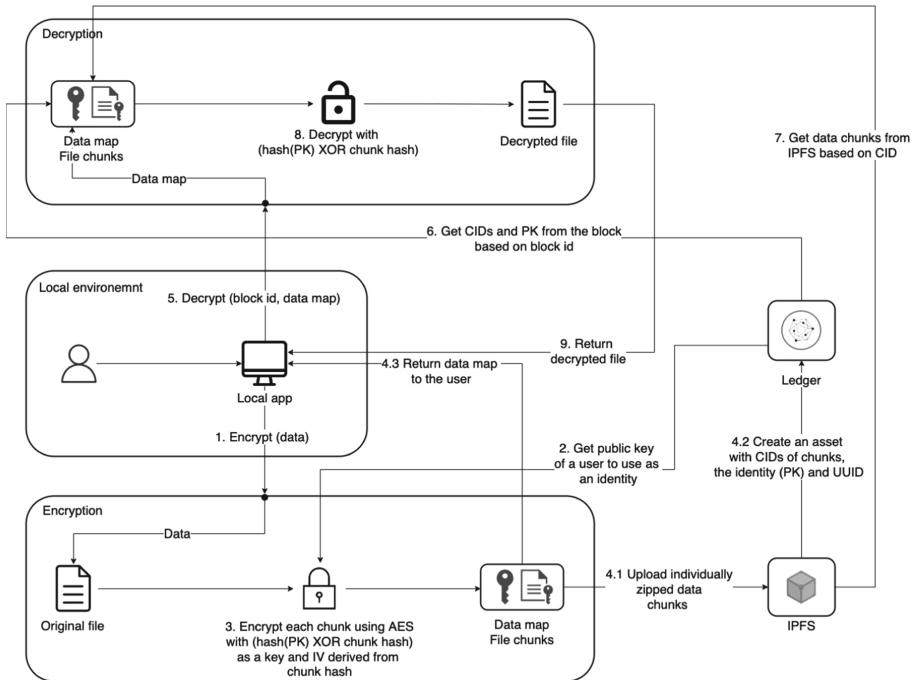 Decryption
Data map
File chunks
8. Decrypt with
(hash(PK) XOR chunk hash)
Decrypted file
7. Get data chunks from
IPFS based on CID
Data map
6. Get CIDs and PK from the block
based on block id
Local environemnt
5. Decrypt (block id, data map)
Local app
9. Return
decrypted file
4.3 Return data map
to the user
Ledger
1. Encrypt (data)
2. Get public key
of a user to use as
an identity
4.2 Create an asset
with CIDs of chunks,
the identity (PK) and UUID
Encryption
Data
Original file
3. Encrypt each chunk using AES
with (hash(PK) XOR chunk hash)
as a key and IV derived from
chunk hash
Data map
File chunks
4.1 Upload individually
zipped data
chunks
IPFS